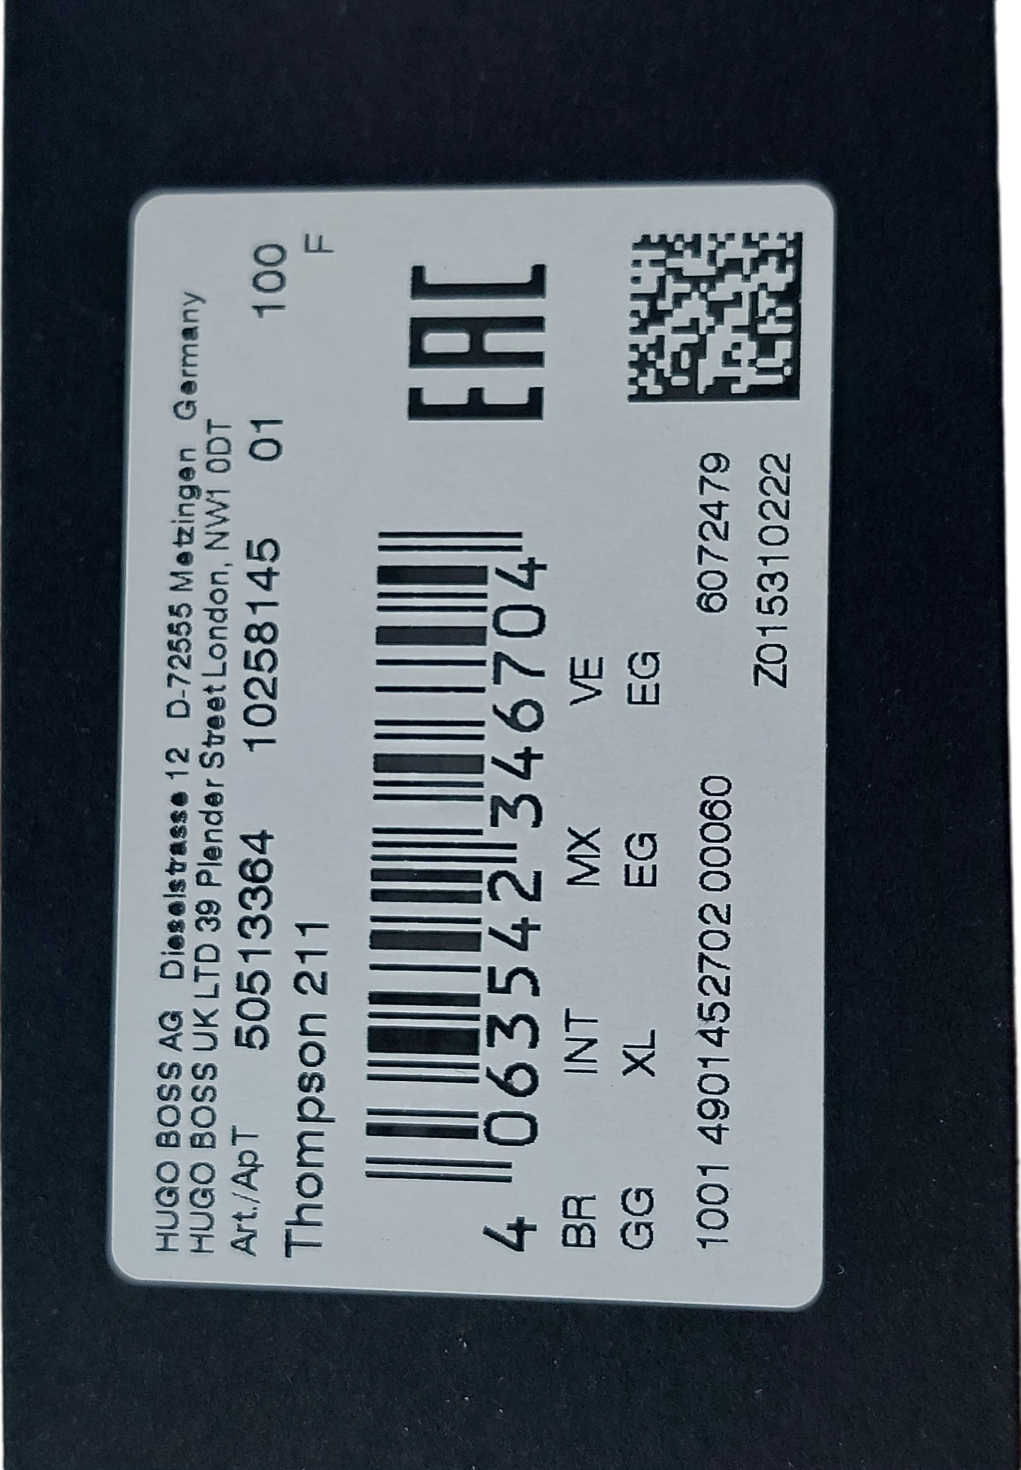 HUGO BOSS AG Dieselstrasse 12 D-72555 Metzingen Germany
HUGO BOSS UK LTD 39 Plender Street London, NW1 0DT
Art./ApT 50513364 10258145 01 100
Thompson 211 F
EAC
4 063542 346704
BR INT MX VE
GG XL EG EG
1001 4901452702 00060 6072479
Z015310222